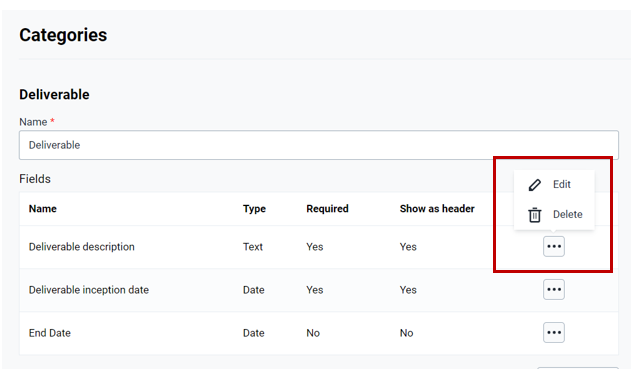 Categories
Deliverable
Name *
Deliverable
Fields
Edit
Delete
Name Type Required Show as header
Deliverable description Text Yes Yes
Deliverable inception date Date Yes Yes
End Date Date No No